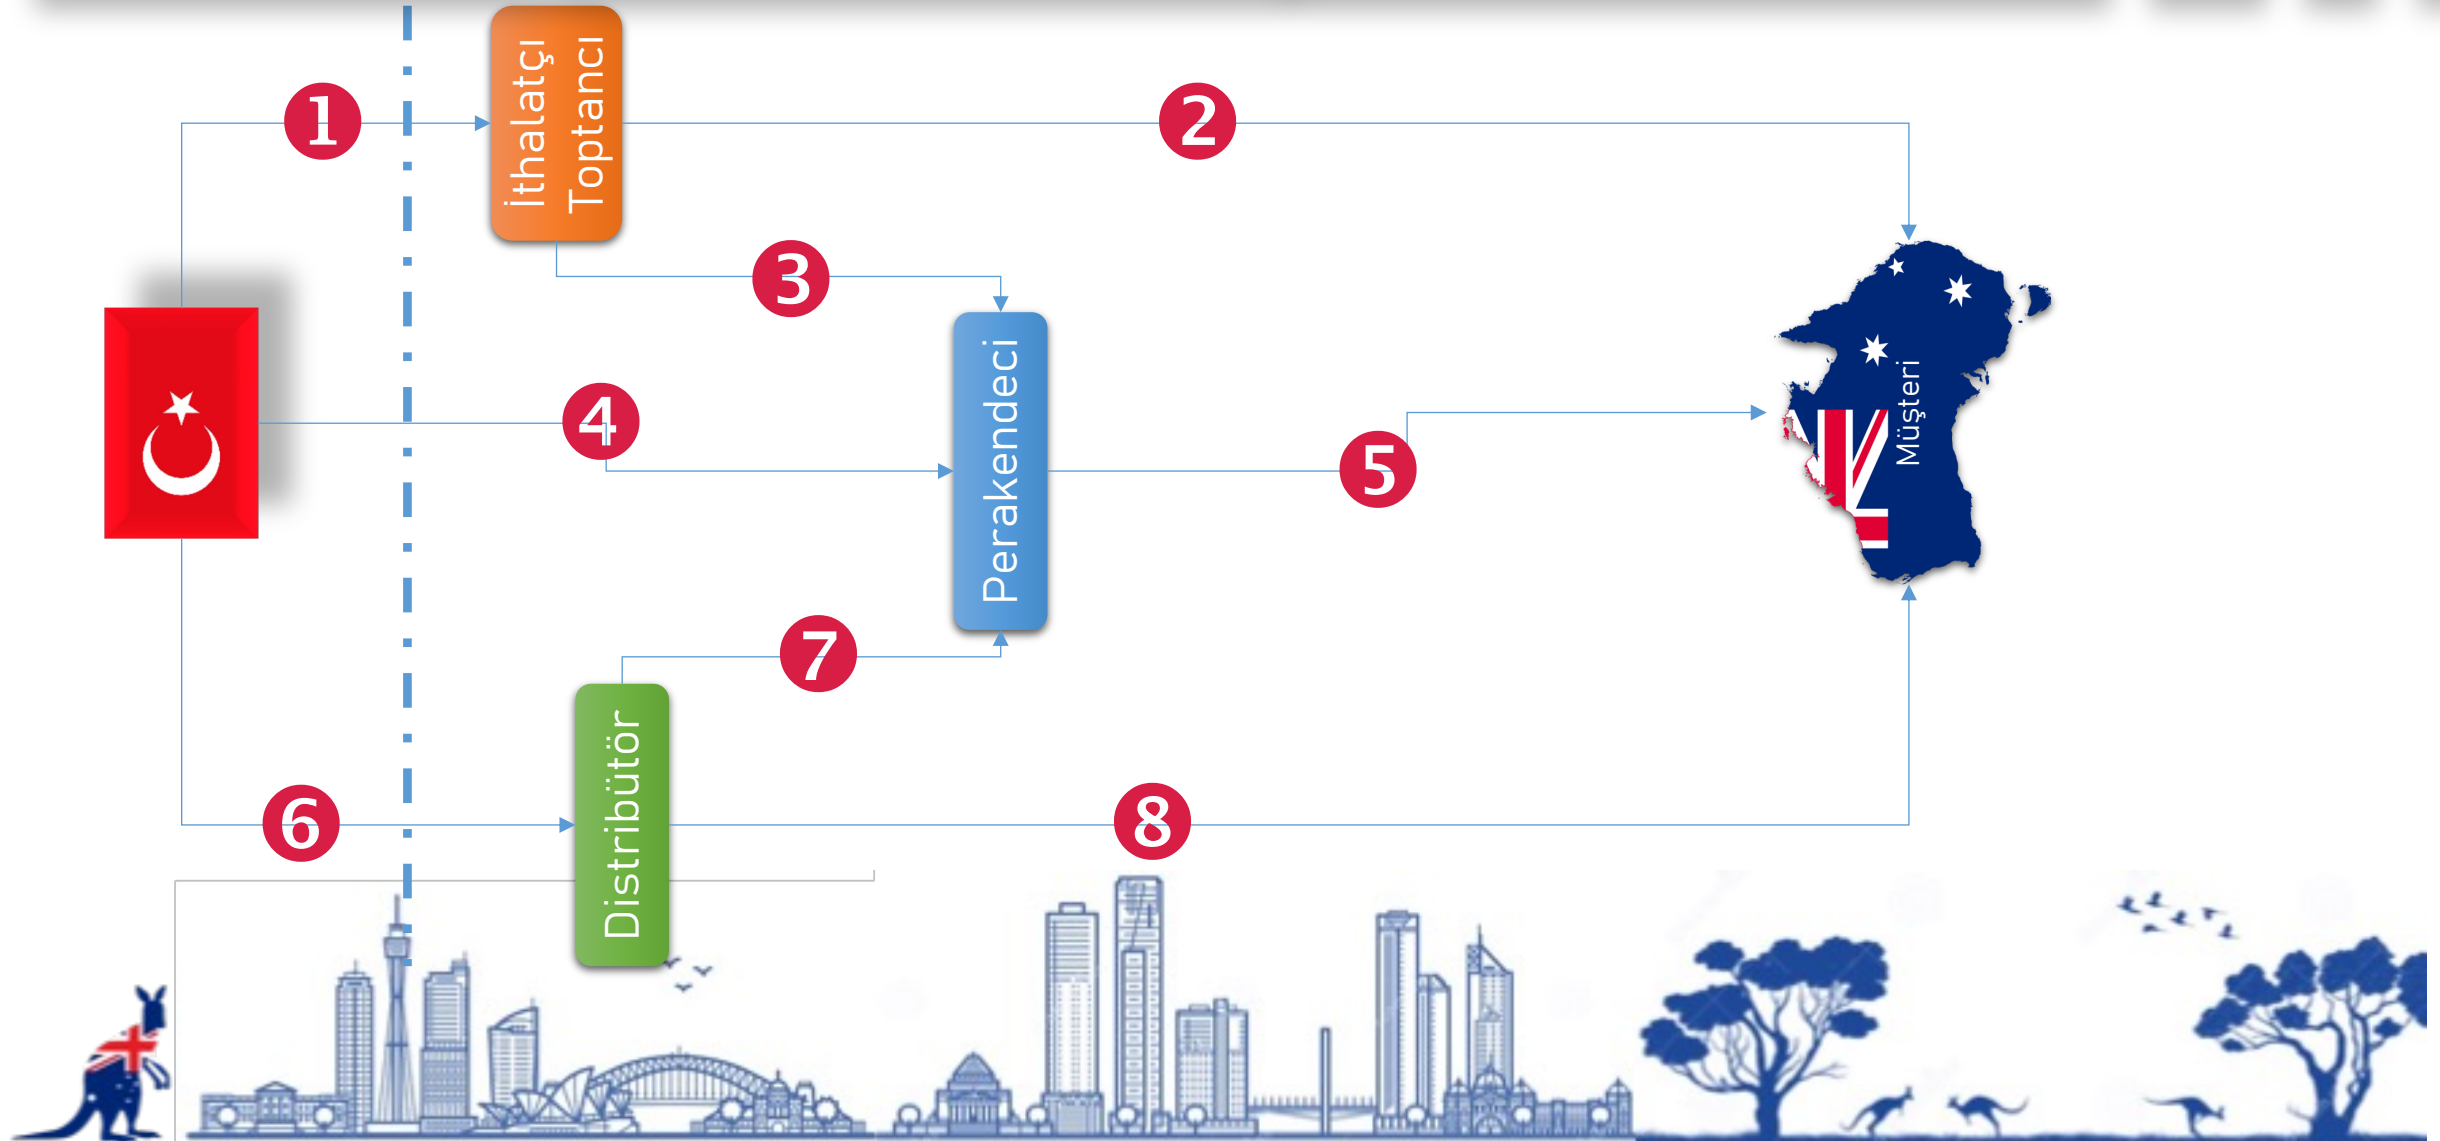 İthalatçı
Toptancı
1
2
3
4
5
6
7
8
Perakendeci
Müşteri
Distribütör